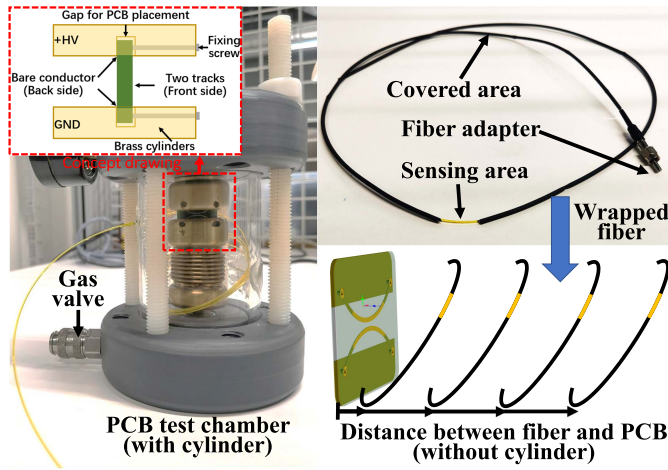 Gap for PCB placement
+HV
Fixing
screw
Bare conductor
(Back side)
Two tracks
(Front side)
GND
Brass cylinders
Concept drawing
Gas
valve
PCB test chamber
(with cylinder)
Covered area
Fiber adapter
Sensing area
Wrapped
fiber
Distance between fiber and PCB
(without cylinder)